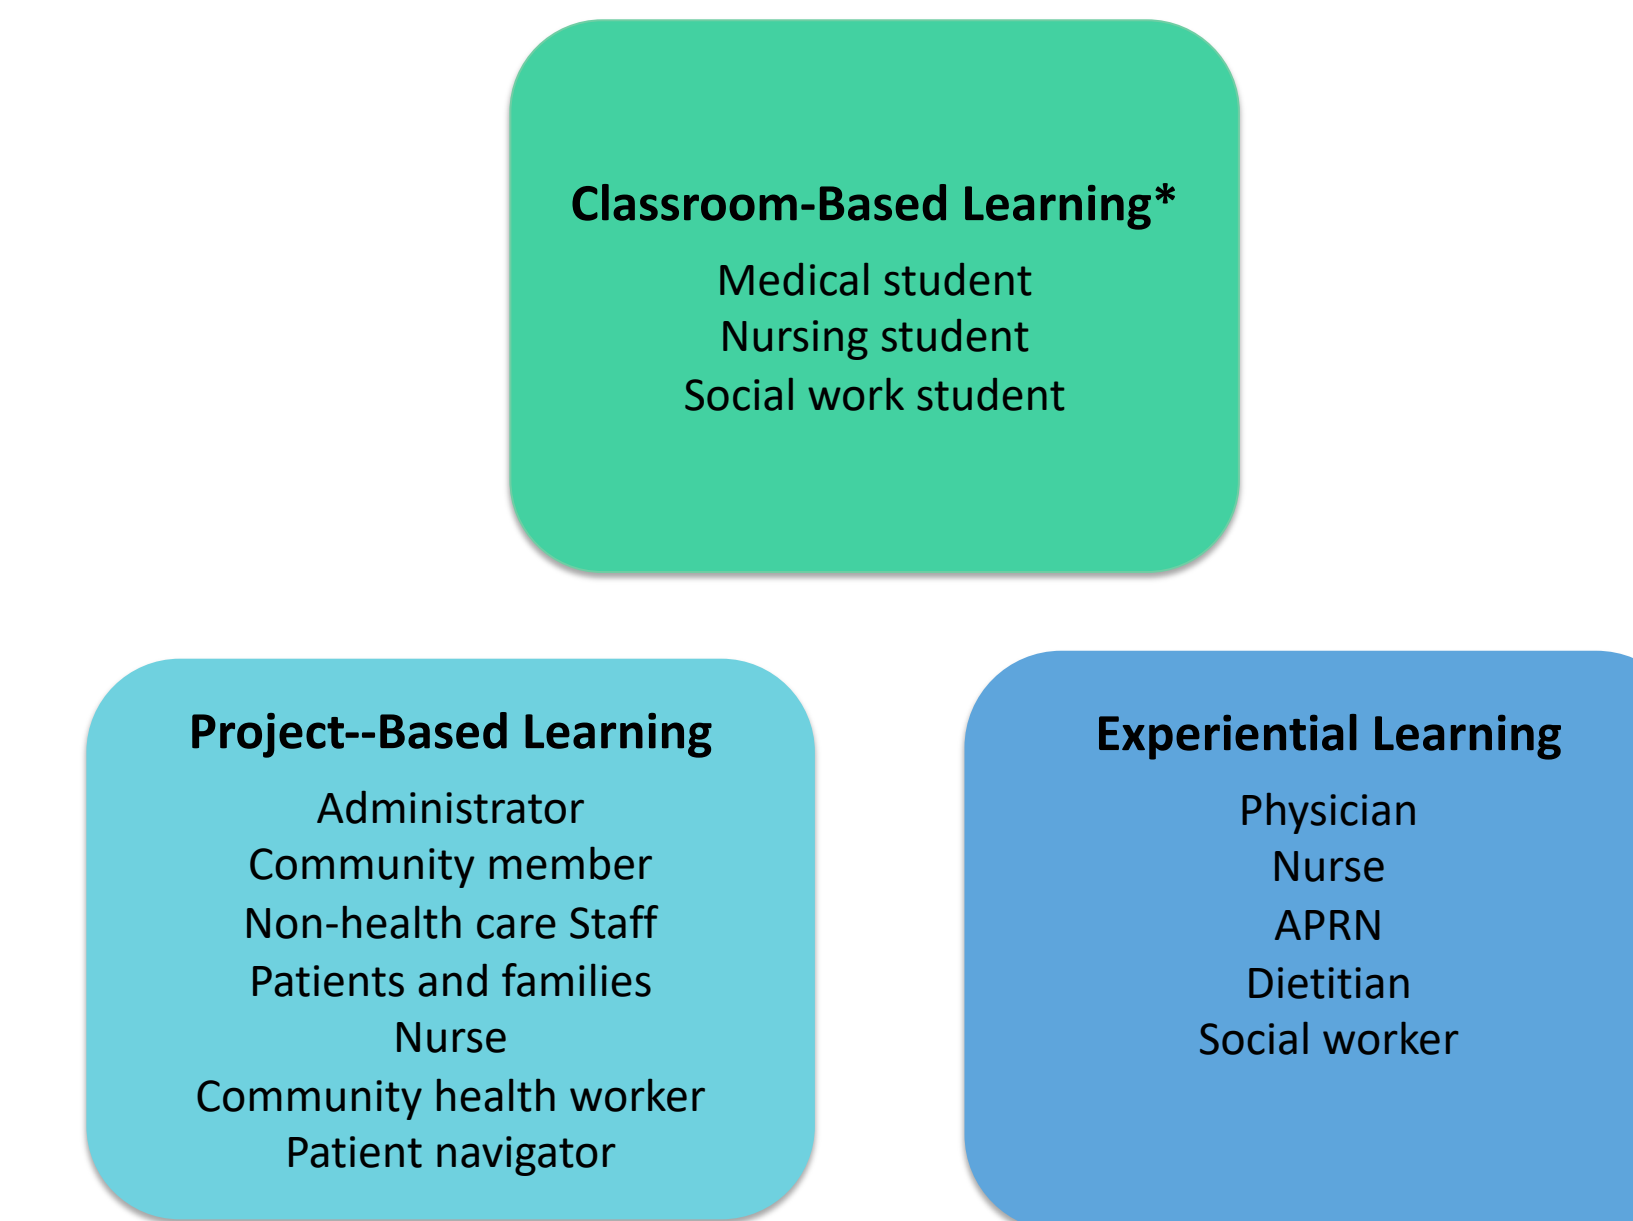 Classroom-Based Learning*
Medical student
Nursing student
Social work student
Project--Based Learning
Administrator
Community member
Non-health care Staff
Patients and families
Nurse
Community health worker
Patient navigator
Experiential Learning
Physician
Nurse
APRN
Dietitian
Social worker